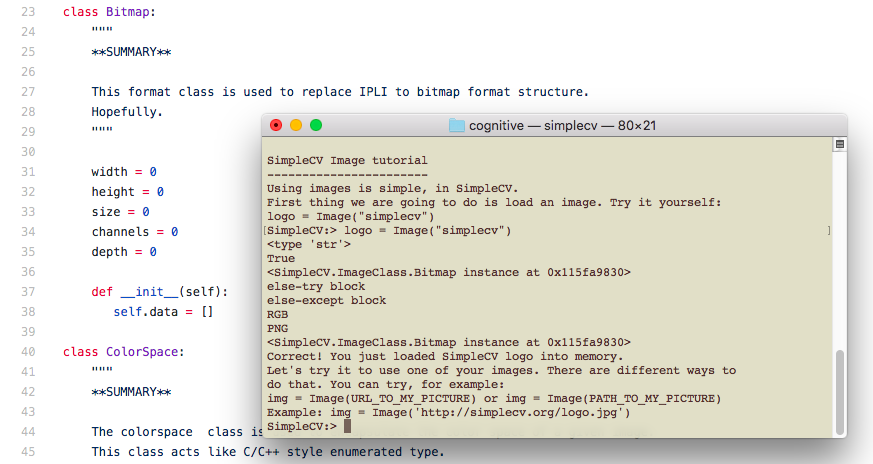 23 class Bitmap:
24 """
25 **SUMMARY**
26
27 This format class is used to replace IPLI to bitmap format structure.
28 Hopefully.
29 """
30
31 width = 0
32 height = 0
33 size = 0
34 channels = 0
35 depth = 0
36
37 def __init__(self):
38 self.data = []
39
40 class ColorSpace:
41 """
42 **SUMMARY**
43
44 The colorspace class is
45 This class acts like C/C++ style enumerated type.
cognitive — simplecv — 80×21
SimpleCV Image tutorial
-----------------------
Using images is simple, in SimpleCV.
First thing we are going to do is load an image. Try it yourself:
logo = Image("simplecv")
[SimpleCV:> logo = Image("simplecv") ]
<type 'str'>
True
<SimpleCV.ImageClass.Bitmap instance at 0x115fa9830>
else-try block
else-except block
RGB
PNG
<SimpleCV.ImageClass.Bitmap instance at 0x115fa9830>
Correct! You just loaded SimpleCV logo into memory.
Let's try it to use one of your images. There are different ways to
do that. You can try, for example:
img = Image(URL_TO_MY_PICTURE) or img = Image(PATH_TO_MY_PICTURE)
Example: img = Image('http://simplecv.org/logo.jpg')
SimpleCV:>